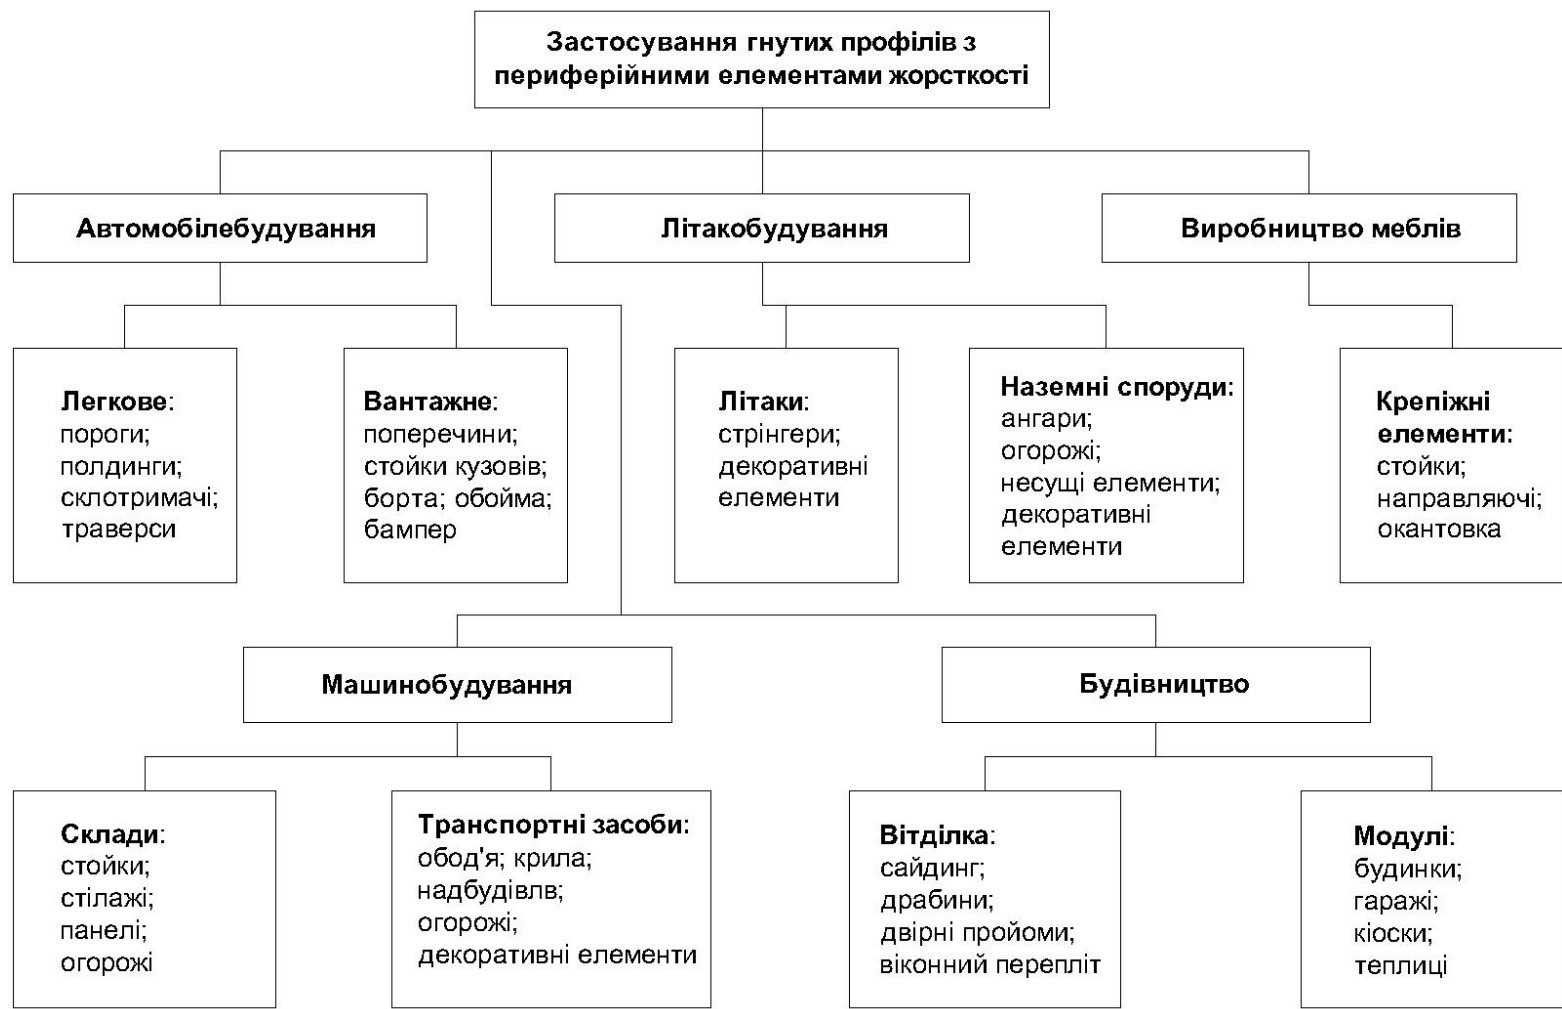 Застосування гнутих профілів з
периферійними елементами жорсткості
Автомобілебудування
Літакобудування
Виробництво меблів
Легкове:
пороги;
полдинги;
склотримачі;
траверси
Вантажне:
поперечини;
стойки кузовів;
борта; обойма;
бампер
Літаки:
стрінгери;
декоративні
елементи
Наземні споруди:
ангари;
огорожі;
несущі елементи;
декоративні
елементи
Крепіжні
елементи:
стойки;
направляючі;
окантовка
Машинобудування
Будівництво
Склади:
стойки;
стілажі;
панелі;
огорожі
Транспортні засоби:
обод'я; крила;
надбудівлв;
огорожі;
декоративні елементи
Вітділка:
сайдинг;
драбини;
двірні пройоми;
віконний перепліт
Модулі:
будинки;
гаражі;
кіоски;
теплиці